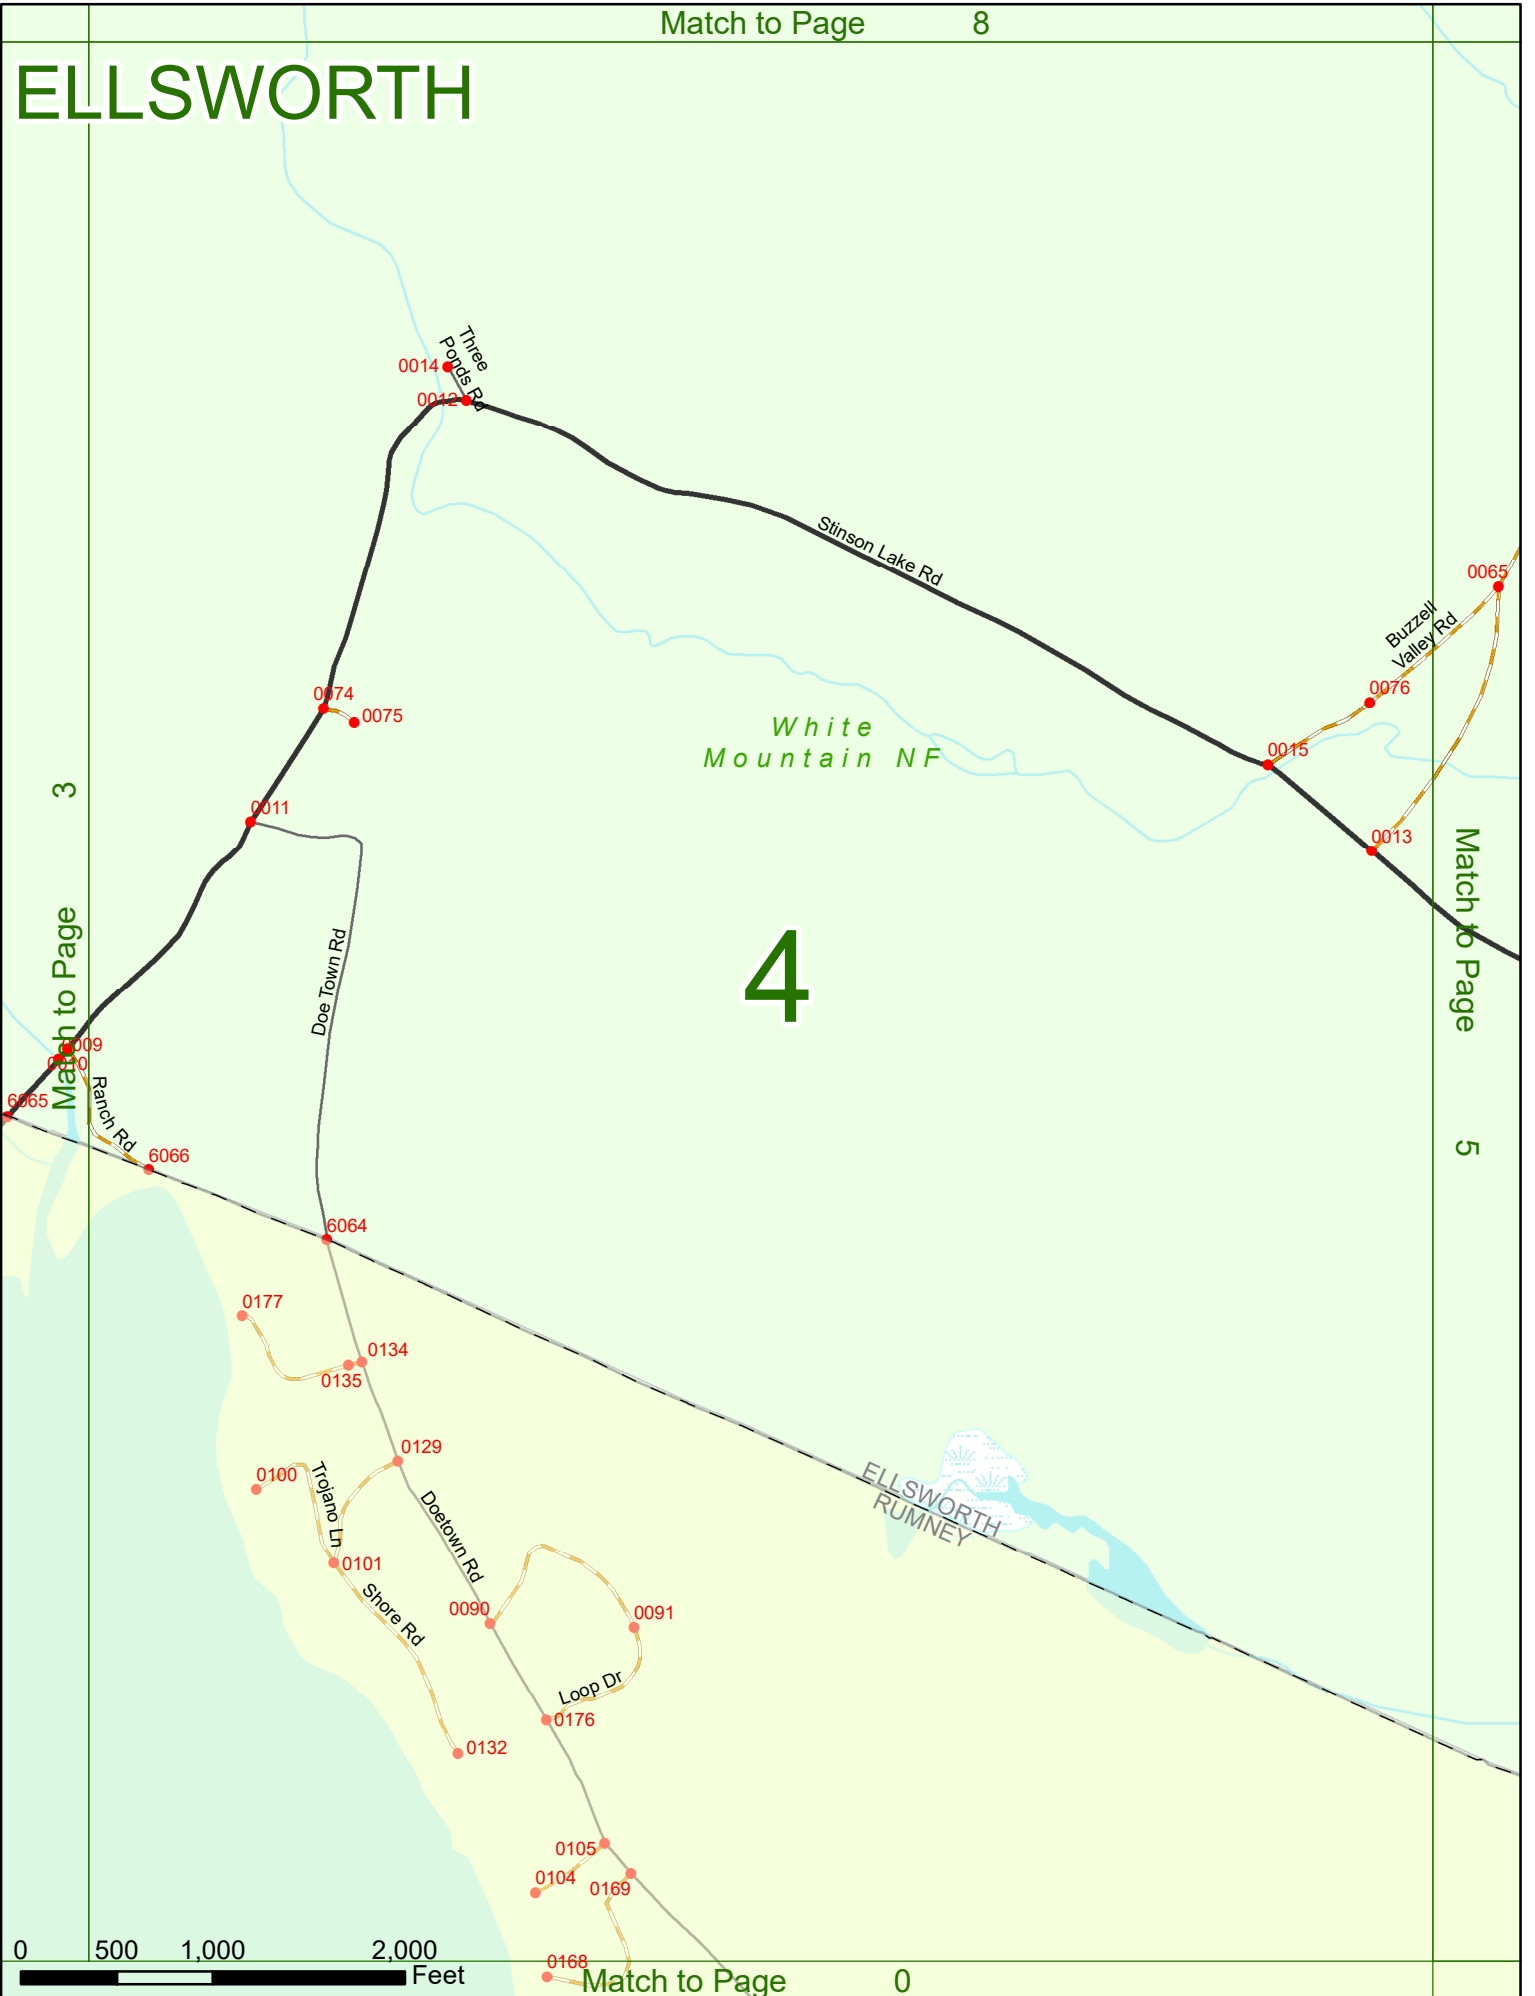 Match to Page 8
ELLSWORTH
Three
Ponds Rd
0014
0012
Stinson Lake Rd
0065
Buzzell
Valley Rd
0076
0074
0075
White
Mountain NF
0015
3
Match to Page
0011
0013
Match to Page
5
Doe Town Rd
4
0009
0010
Ranch Rd
6065
6066
6064
0177
0134
0135
0129
0100
Trojano Ln
Doetown Rd
ELLSWORTH
RUMNEY
0101
Shore Rd
0090
0091
Loop Dr
0176
0132
0105
0104
0169
0168
0 500 1,000 2,000
Feet
Match to Page 0